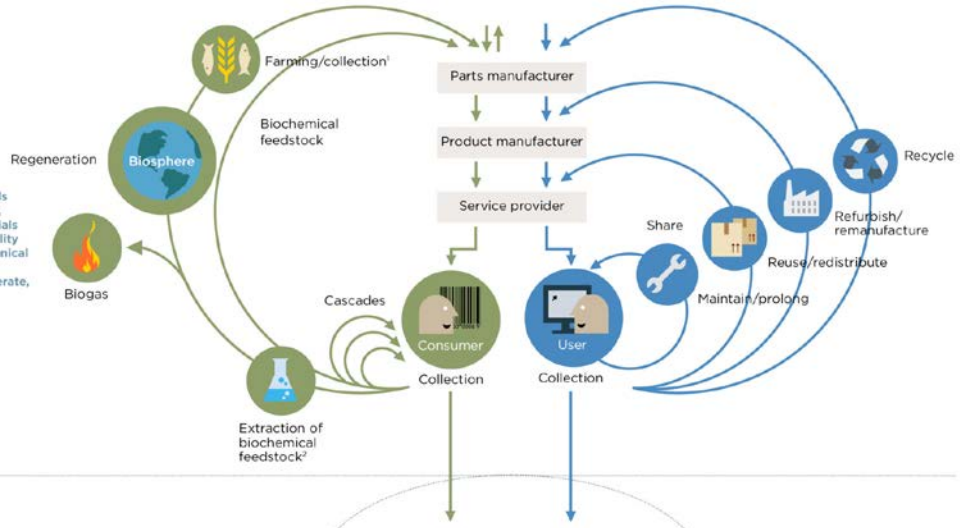 Farming/collection¹
Parts manufacturer
Biochemical
feedstock
Product manufacturer
Regeneration
Biosphere
Recycle
Service provider
Refurbish/
remanufacture
Share
Reuse/redistribute
Biogas
Maintain/prolong
Cascades
Consumer
User
Collection
Collection
Extraction of
biochemical
feedstock²